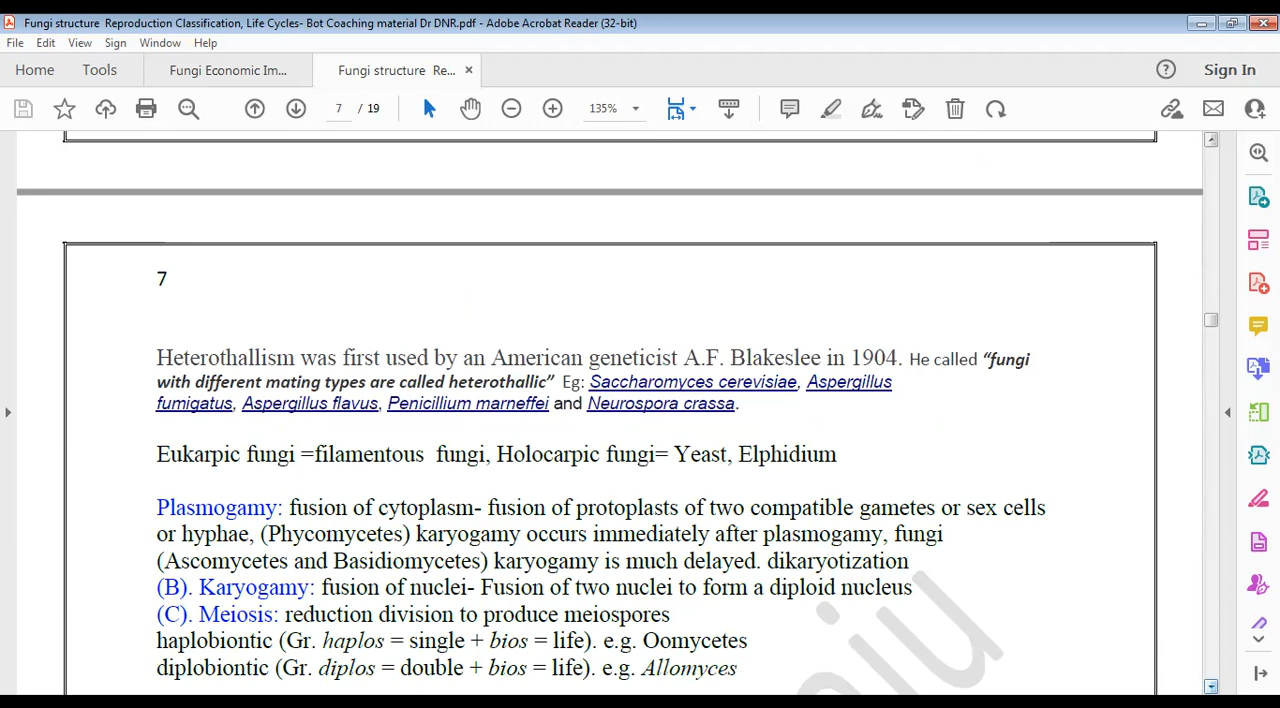 Fungi structure Reproduction Classification, Life Cycles- Bot Coaching material Dr DNR.pdf - Adobe Acrobat Reader (32-bit)
File Edit View Sign Window Help
Home Tools Fungi Economic Im... Fungi structure Re... × Sign In
7 / 19 135%
7
Heterothallism was first used by an American geneticist A.F. Blakeslee in 1904. He called “fungi
with different mating types are called heterothallic” Eg: Saccharomyces cerevisiae, Aspergillus
fumigatus, Aspergillus flavus, Penicillium marneffei and Neurospora crassa.
Eukarpic fungi =filamentous fungi, Holocarpic fungi= Yeast, Elphidium
Plasmogamy: fusion of cytoplasm- fusion of protoplasts of two compatible gametes or sex cells
or hyphae, (Phycomycetes) karyogamy occurs immediately after plasmogamy, fungi
(Ascomycetes and Basidiomycetes) karyogamy is much delayed. dikaryotization
(B). Karyogamy: fusion of nuclei- Fusion of two nuclei to form a diploid nucleus
(C). Meiosis: reduction division to produce meiospores
haplobiontic (Gr. haplos = single + bios = life). e.g. Oomycetes
diplobiontic (Gr. diplos = double + bios = life). e.g. Allomyces